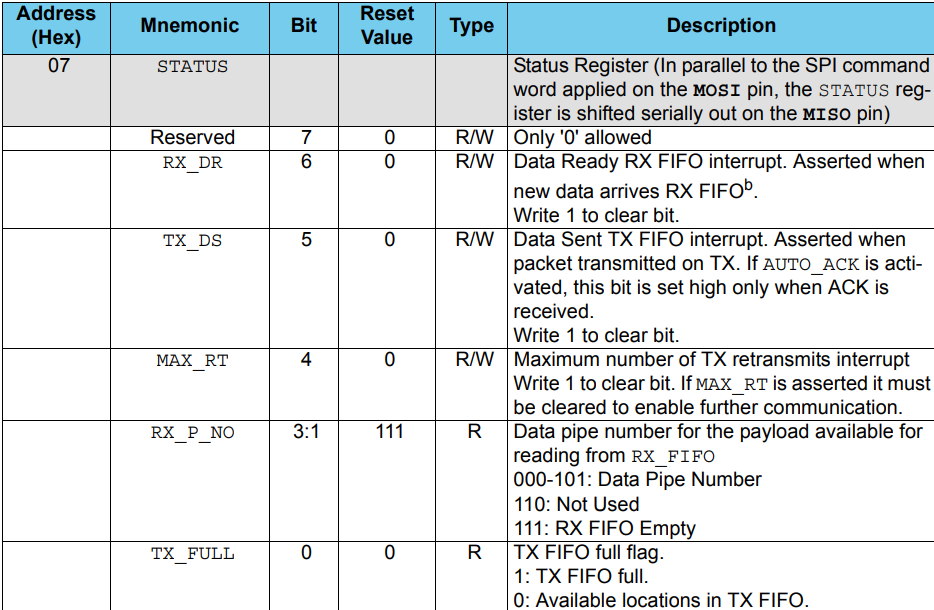 Address (Hex) Mnemonic Bit Reset Value Type Description
07 STATUS Status Register (In parallel to the SPI command
word applied on the MOSI pin, the STATUS reg-
ister is shifted serially out on the MISO pin)
Reserved 7 0 R/W Only '0' allowed
RX_DR 6 0 R/W Data Ready RX FIFO interrupt. Asserted when
new data arrives RX FIFOb.
Write 1 to clear bit.
TX_DS 5 0 R/W Data Sent TX FIFO interrupt. Asserted when
packet transmitted on TX. If AUTO_ACK is acti-
vated, this bit is set high only when ACK is
received.
Write 1 to clear bit.
MAX_RT 4 0 R/W Maximum number of TX retransmits interrupt
Write 1 to clear bit. If MAX_RT is asserted it must
be cleared to enable further communication.
RX_P_NO 3:1 111 R Data pipe number for the payload available for
reading from RX_FIFO
000-101: Data Pipe Number
110: Not Used
111: RX FIFO Empty
TX_FULL 0 0 R TX FIFO full flag.
1: TX FIFO full.
0: Available locations in TX FIFO.